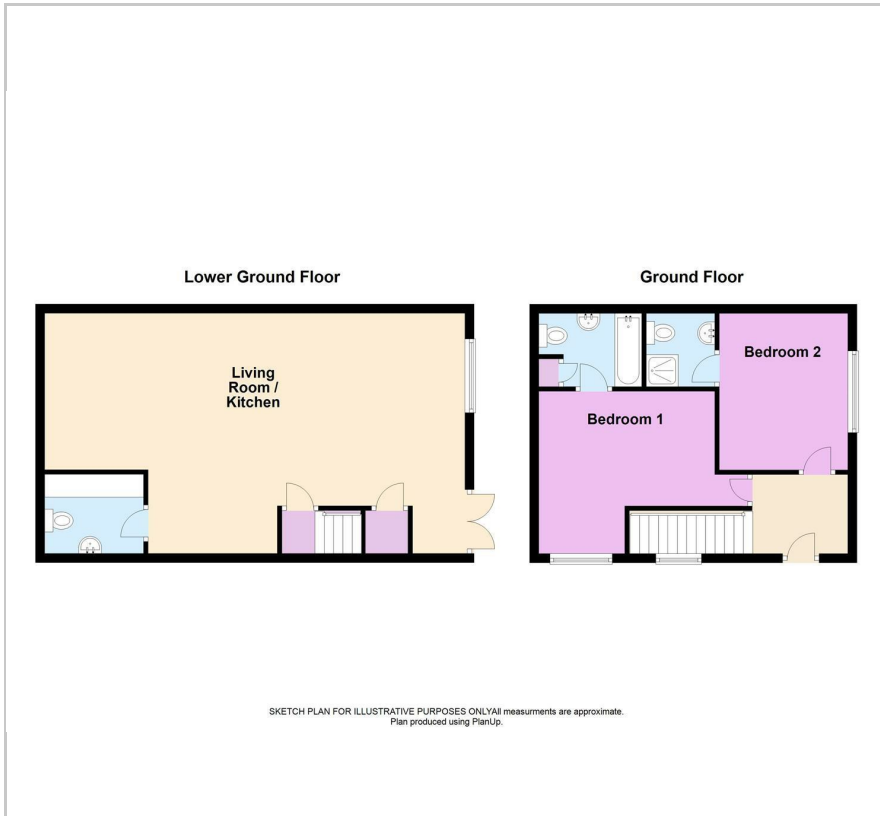 Lower Ground Floor
Ground Floor
Living
Room /
Kitchen
Bedroom 2
Bedroom 1
SKETCH PLAN FOR ILLUSTRATIVE PURPOSES ONLYAll measurments are approximate.
Plan produced using PlanUp.